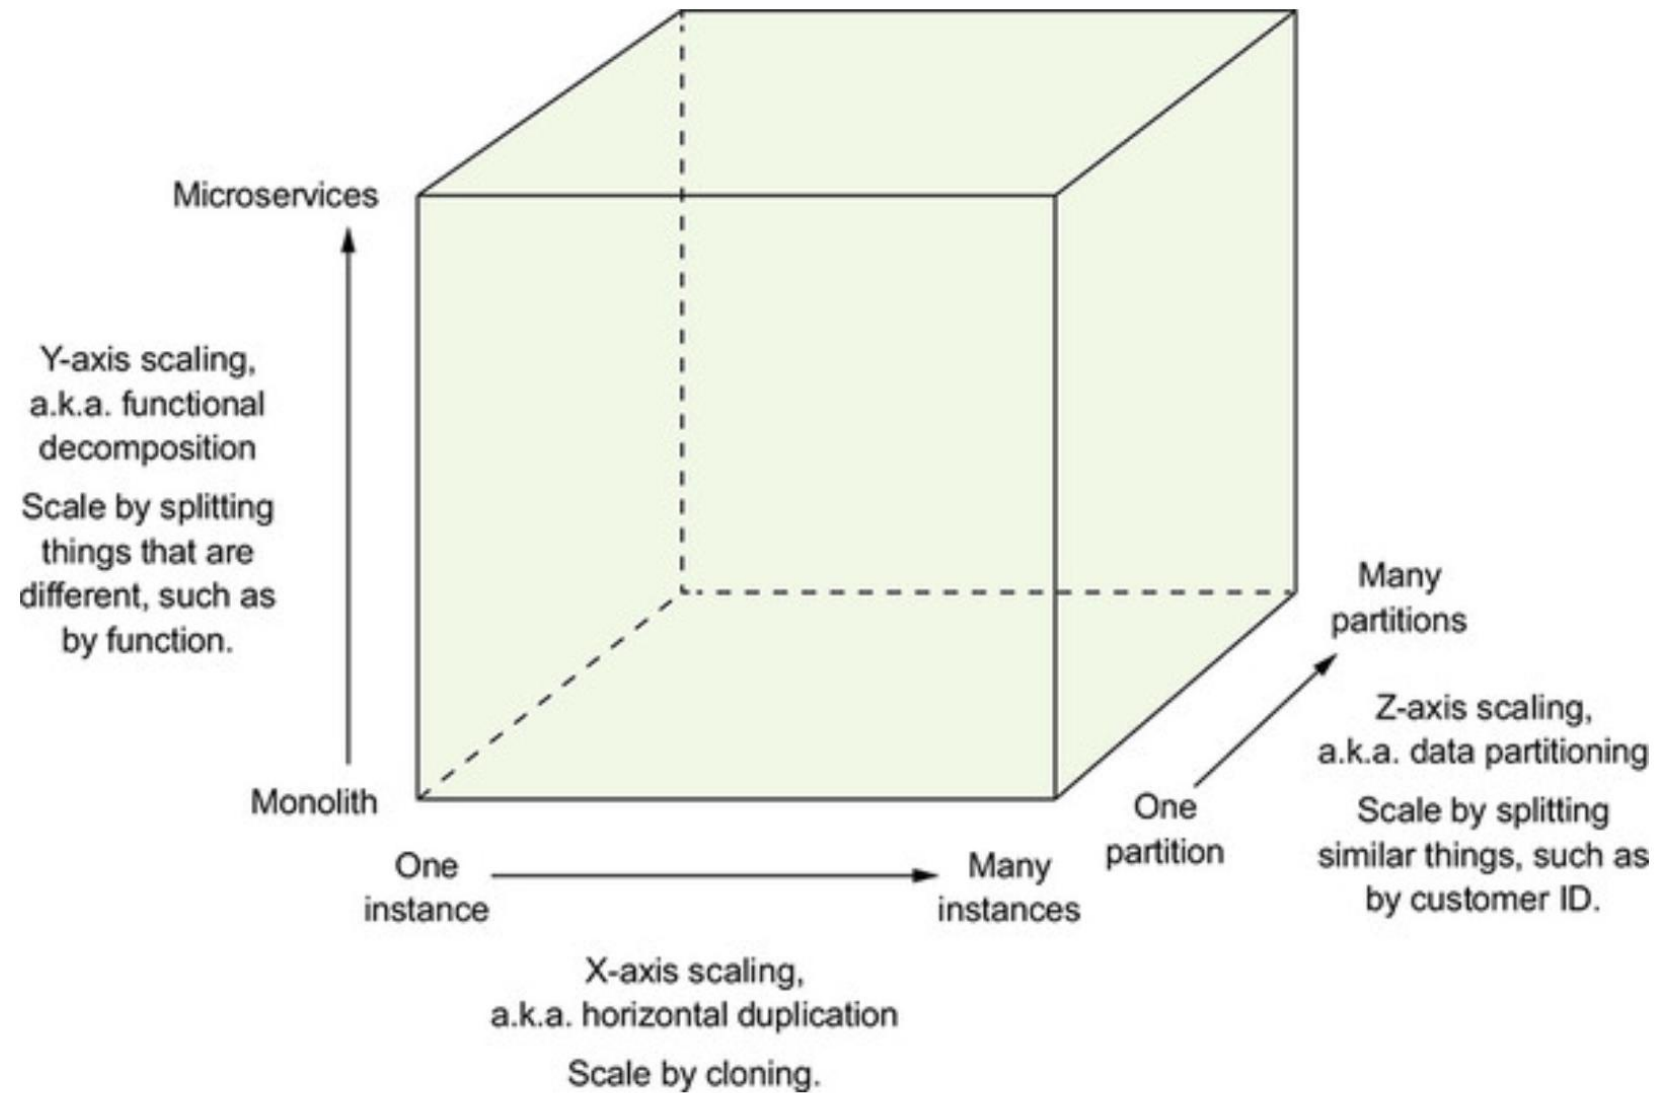 Microservices
Y-axis scaling,
a.k.a. functional
decomposition
Scale by splitting
things that are
different, such as
by function.
Monolith
One
instance
Many
instances
X-axis scaling,
a.k.a. horizontal duplication
Scale by cloning.
One
partition
Many
partitions
Z-axis scaling,
a.k.a. data partitioning
Scale by splitting
similar things, such as
by customer ID.